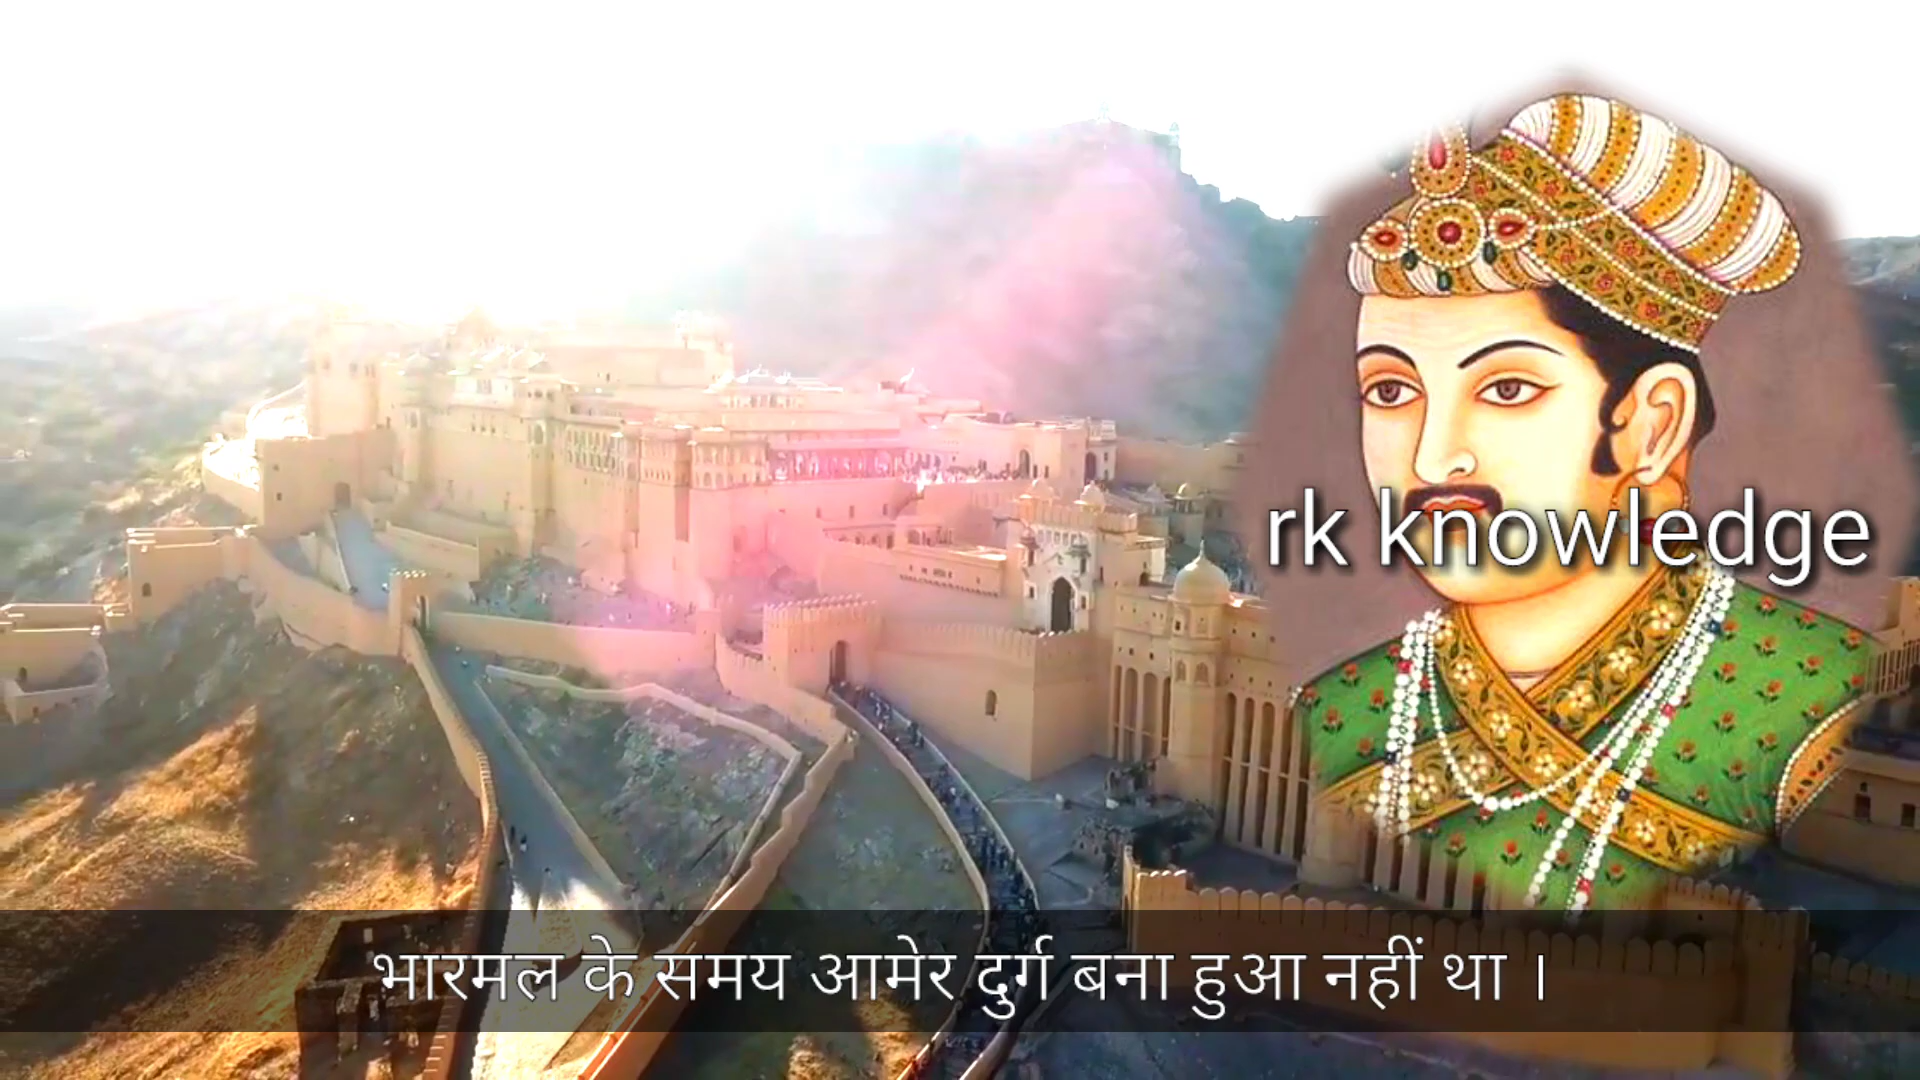 rk knowledge
भारमल के समय आमेर दुर्ग बना हुआ नहीं था ।